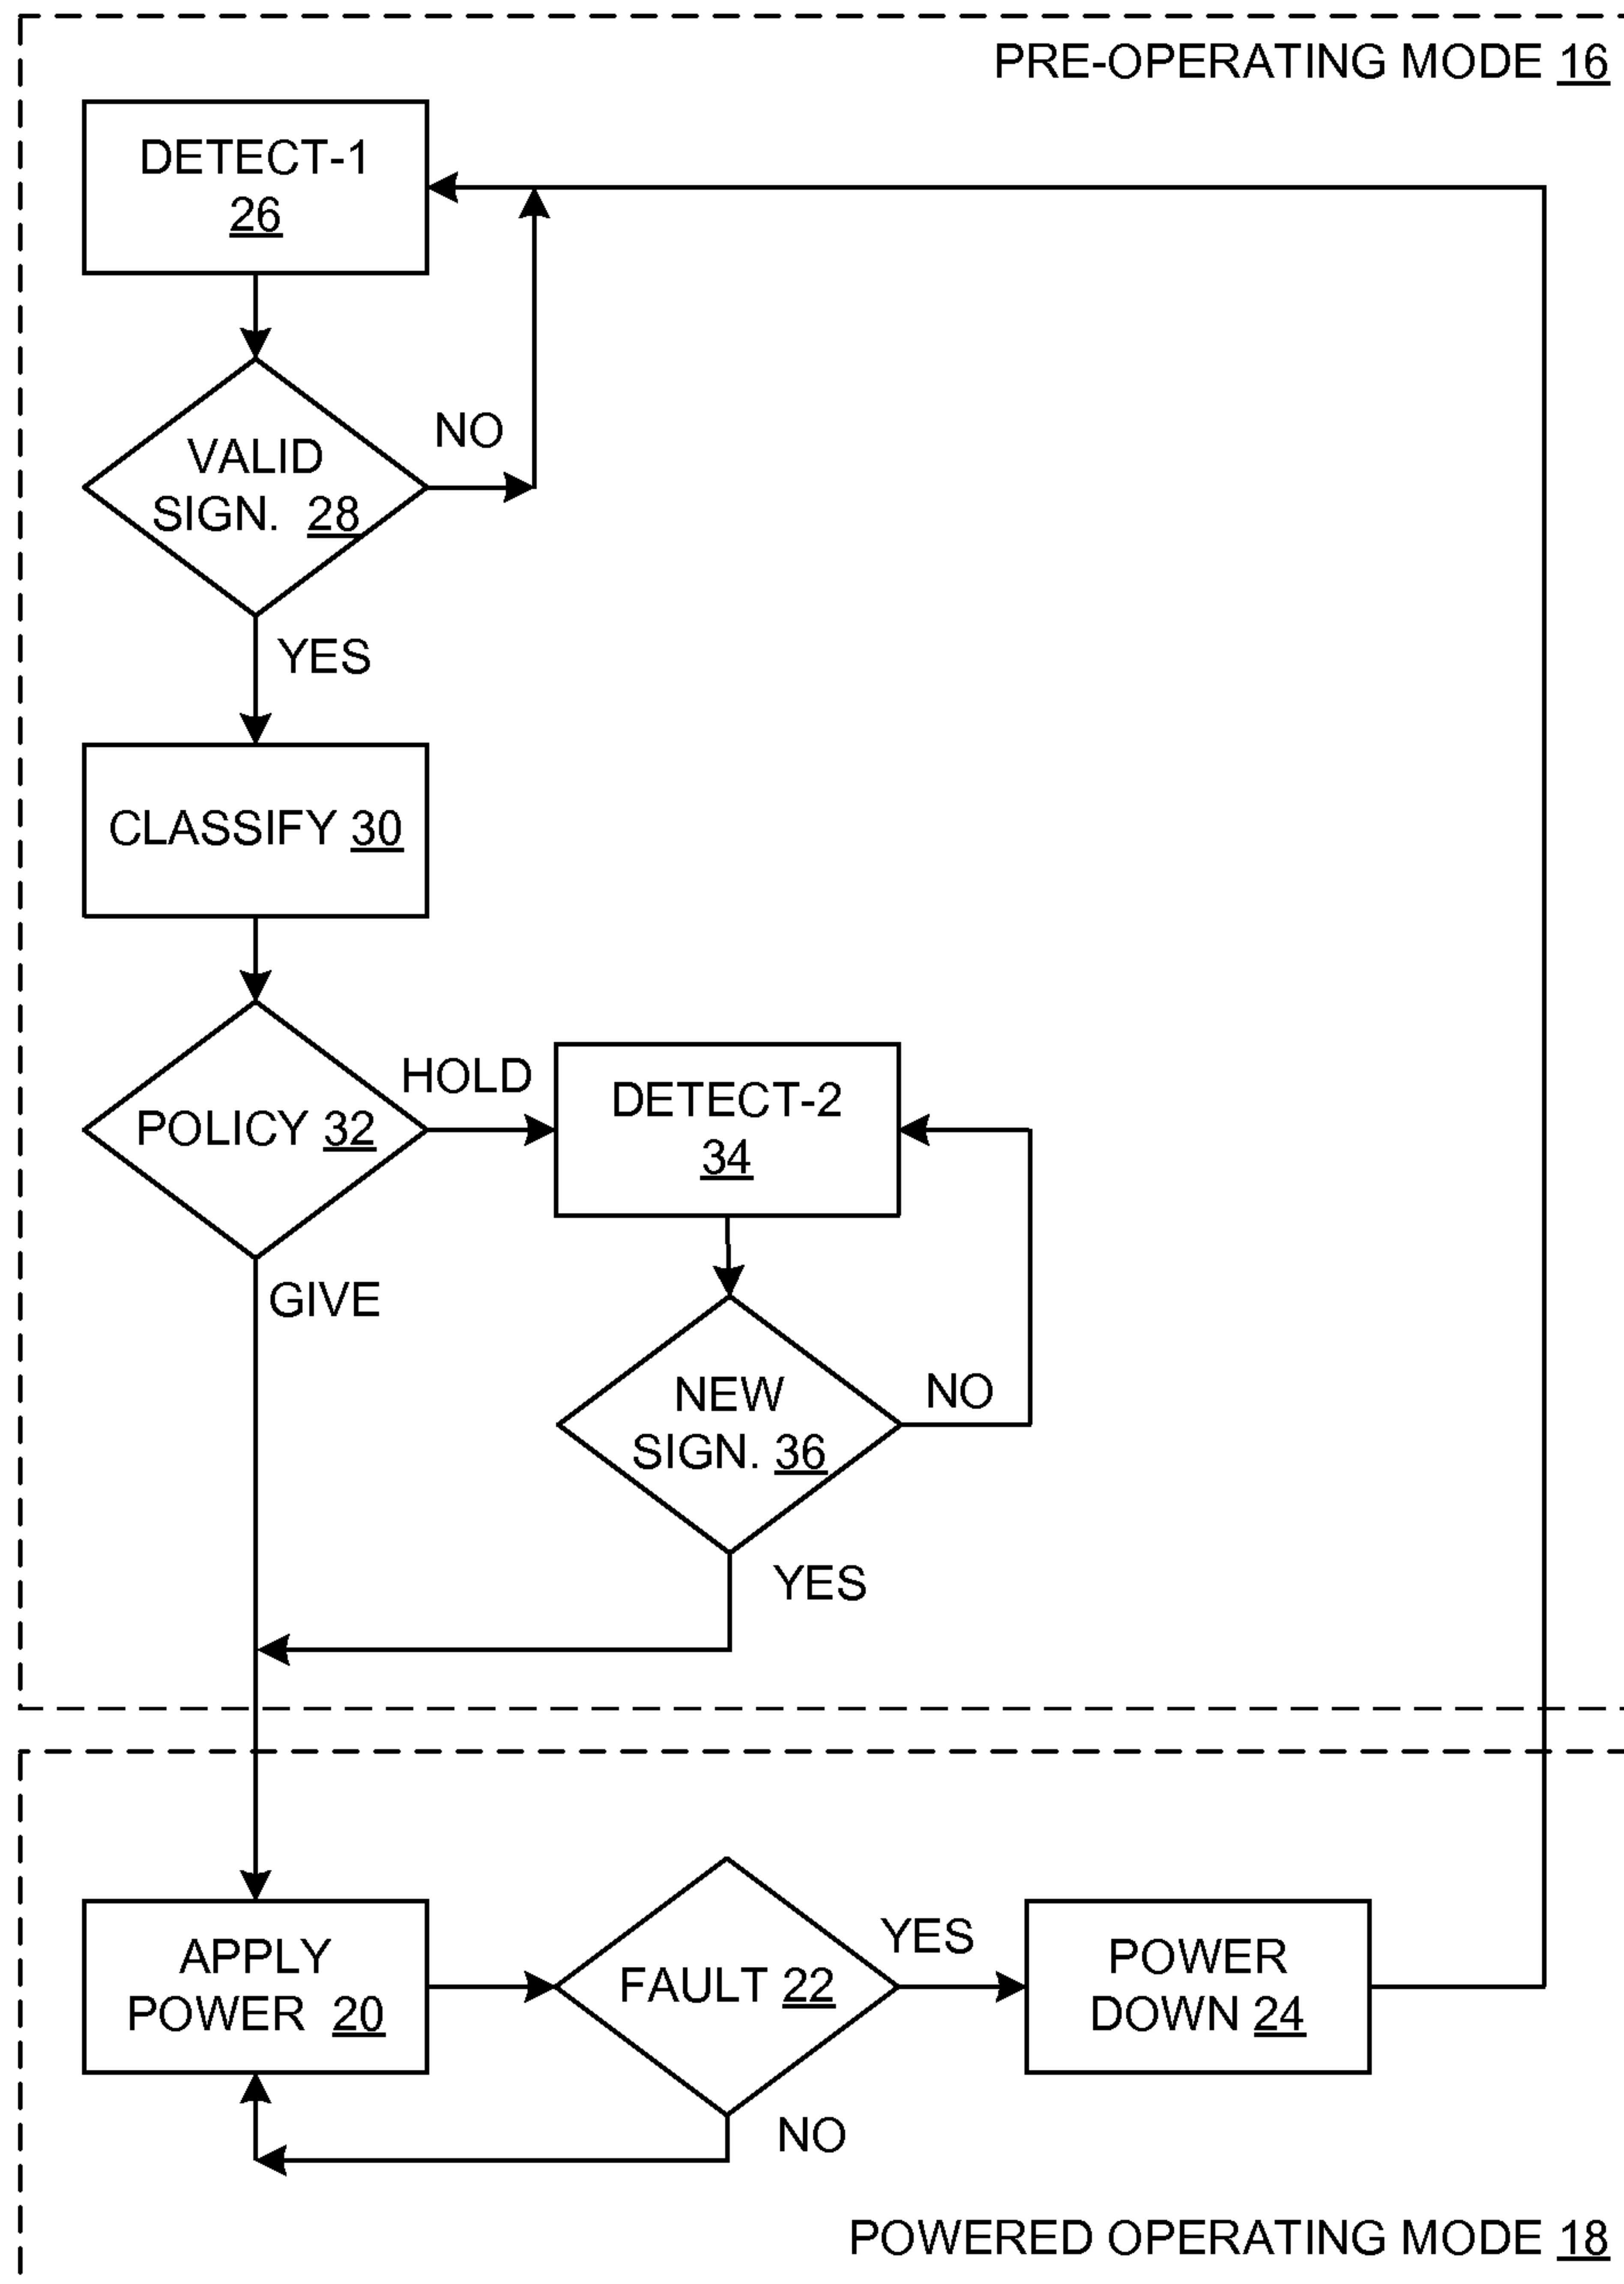 PRE-OPERATING MODE 16
DETECT-1
26
NO
VALID
SIGN. 28
YES
CLASSIFY 30
HOLD
DETECT-2
34
POLICY 32
GIVE
NO
NEW
SIGN. 36
YES
APPLY
POWER 20
YES
FAULT 22
POWER
DOWN 24
NO
POWERED OPERATING MODE 18